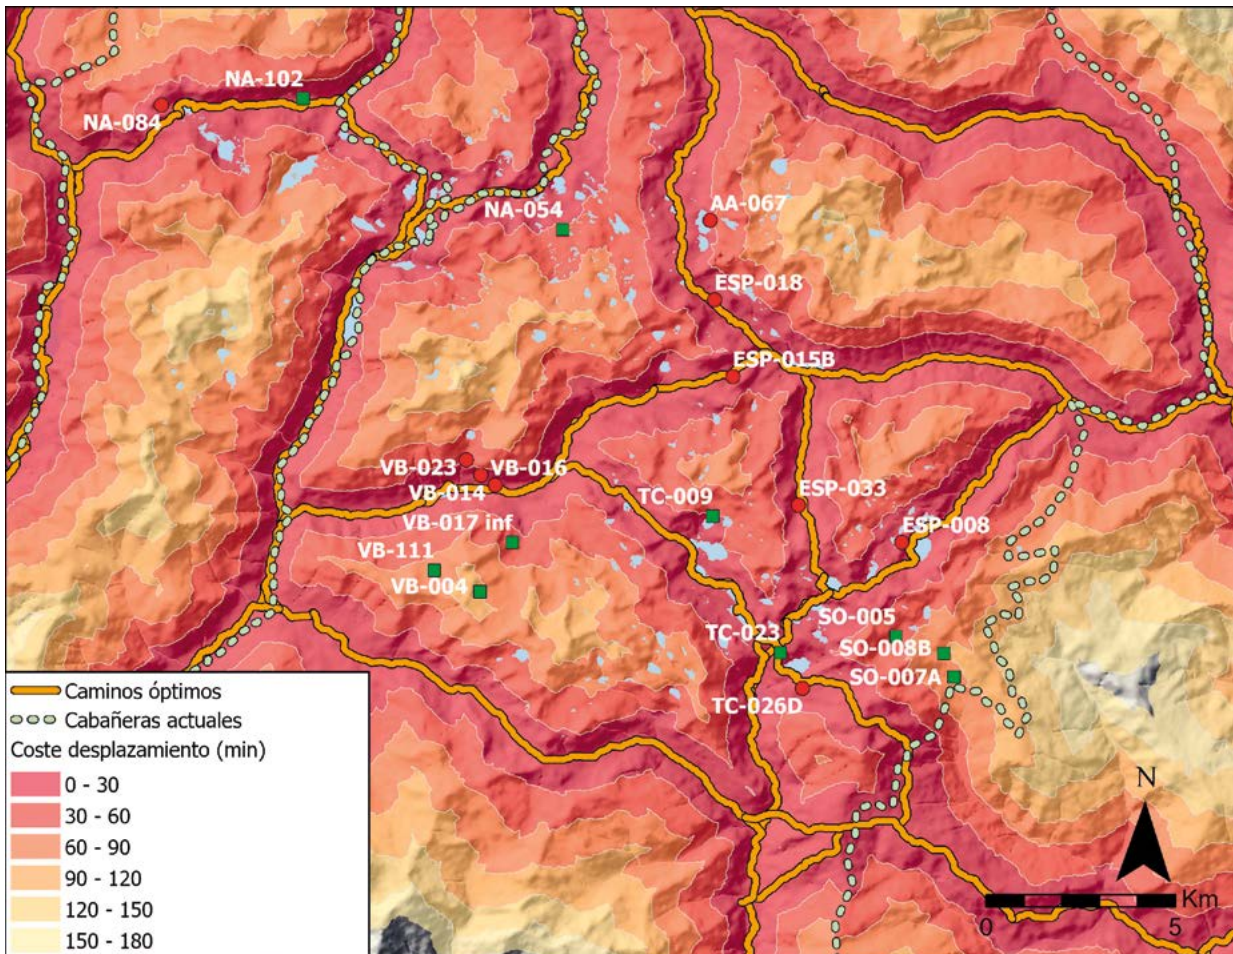 NA-102
NA-084
NA-054
AA-067
ESP-018
ESP-015B
VB-023
VB-016
VB-014
TC-009
ESP-033
VB-017 inf
ESP-008
VB-111
VB-004
SO-005
TC-023
SO-008B
SO-007A
TC-026D
Caminos óptimos
Cabañeras actuales
Coste desplazamiento (min)
0 - 30
30 - 60
60 - 90
90 - 120
120 - 150
150 - 180
N
Km
0 5